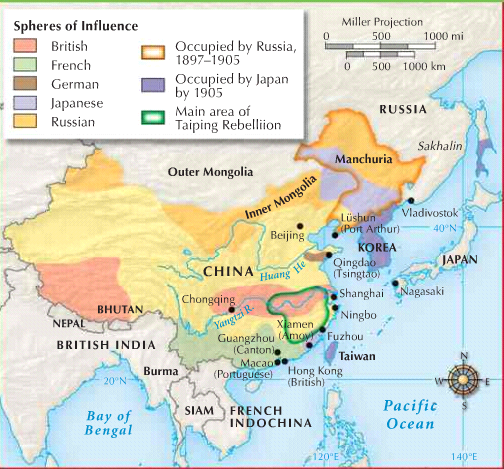 Spheres of Influence
British
French
German
Japanese
Russian
Occupied by Russia,
1897–1905
Occupied by Japan
by 1905
Main area of
Taiping Rebelliion
Miller Projection
0 500 1000 mi
0 500 1000 km
RUSSIA
Sakhalin
Manchuria
Outer Mongolia
Inner Mongolia
Vladivostok
Lüshun
(Port Arthur)
40°N
Beijing
KOREA
Qingdao
(Tsingtao)
JAPAN
CHINA
Huang He
Chongqing
Shanghai
Nagasaki
Yangtzi R.
Ningbo
BHUTAN
NEPAL
Xiamen
(Amoy)
Fuzhou
BRITISH INDIA
Guangzhou
(Canton)
Taiwan
Burma
Macao
(Portuguese)
Hong Kong
(British)
20°N
N
W
E
S
Bay of
Bengal
SIAM
FRENCH
INDOCHINA
Pacific
Ocean
120°E
140°E